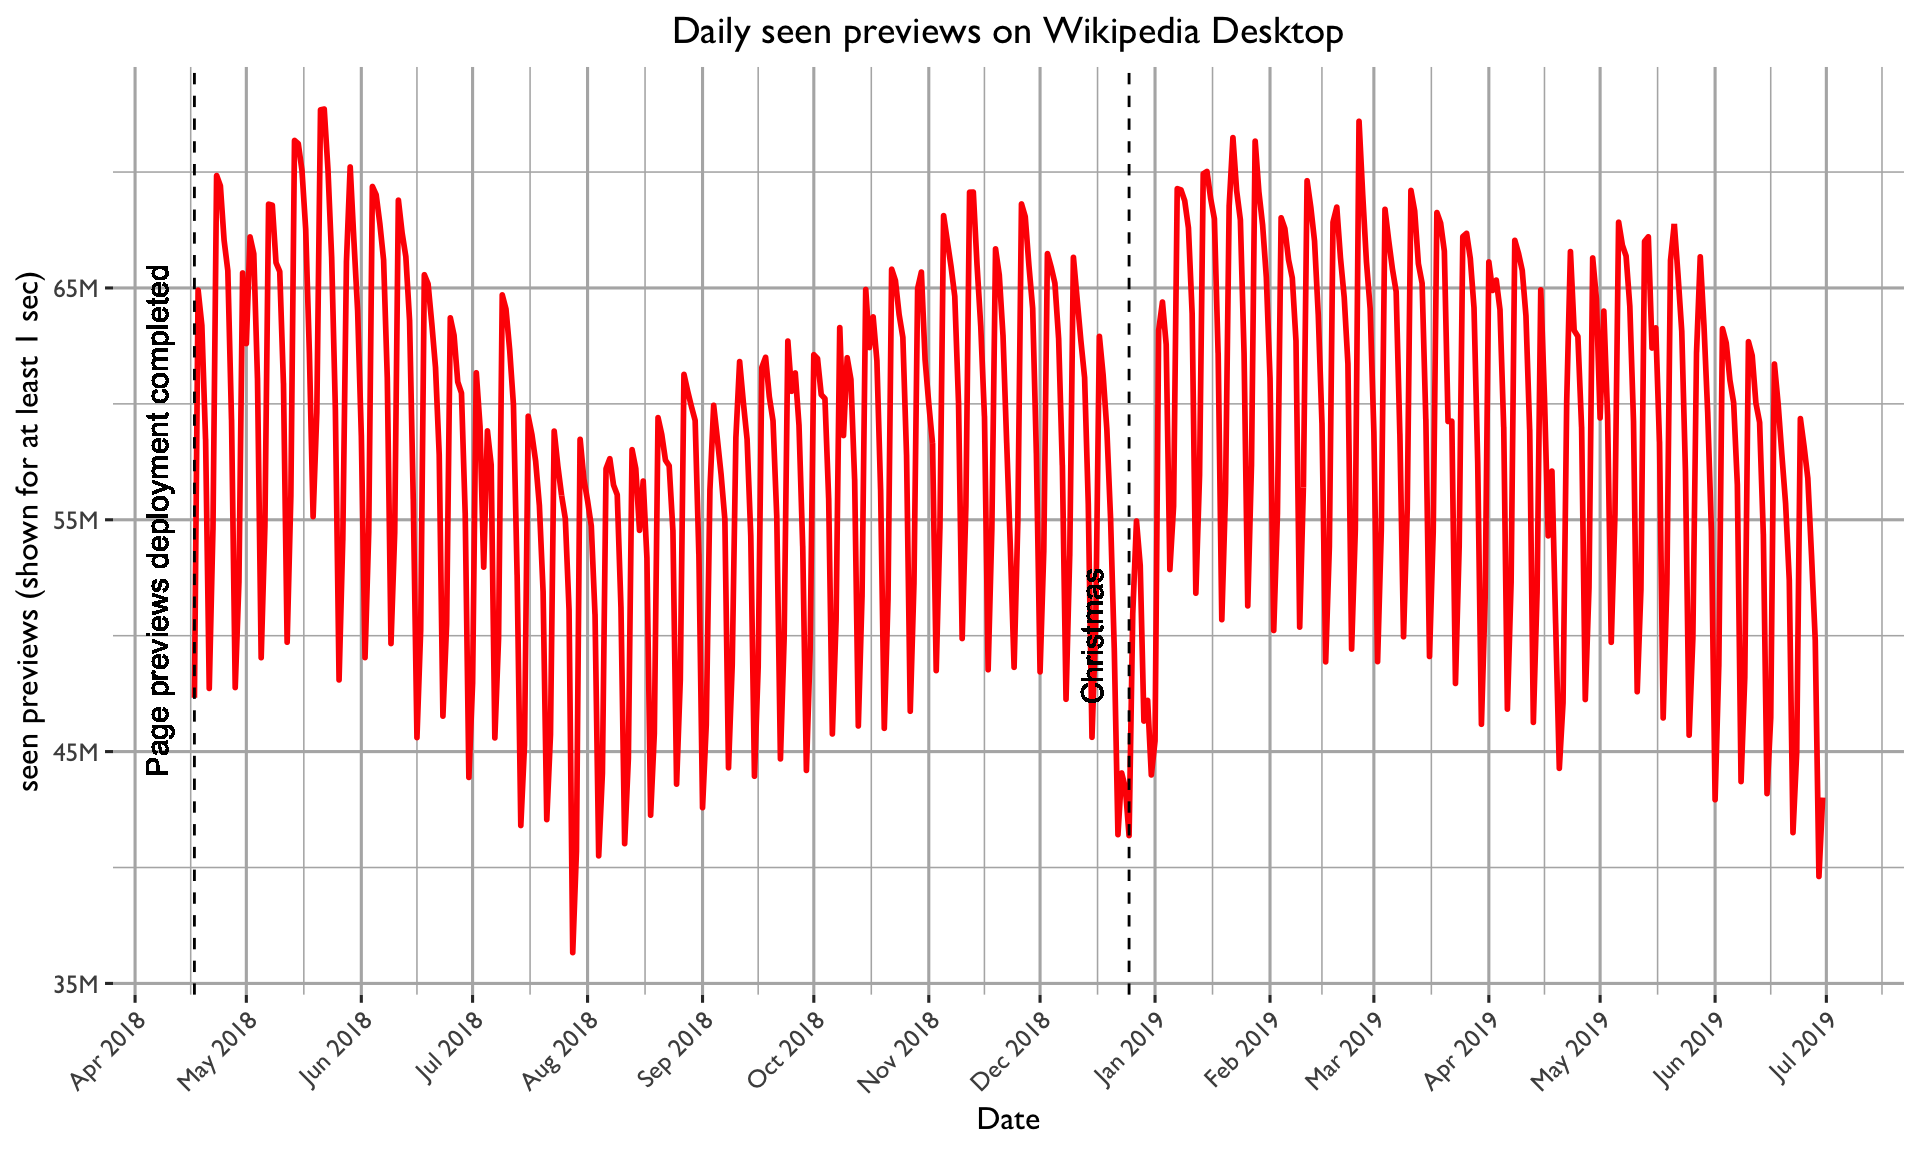 Daily seen previews on Wikipedia Desktop
seen previews (shown for at least 1 sec)
65M
55M
45M
35M
Page previews deployment completed
Christmas
Apr 2018
May 2018
Jun 2018
Jul 2018
Aug 2018
Sep 2018
Oct 2018
Nov 2018
Dec 2018
Jan 2019
Feb 2019
Mar 2019
Apr 2019
May 2019
Jun 2019
Jul 2019
Date